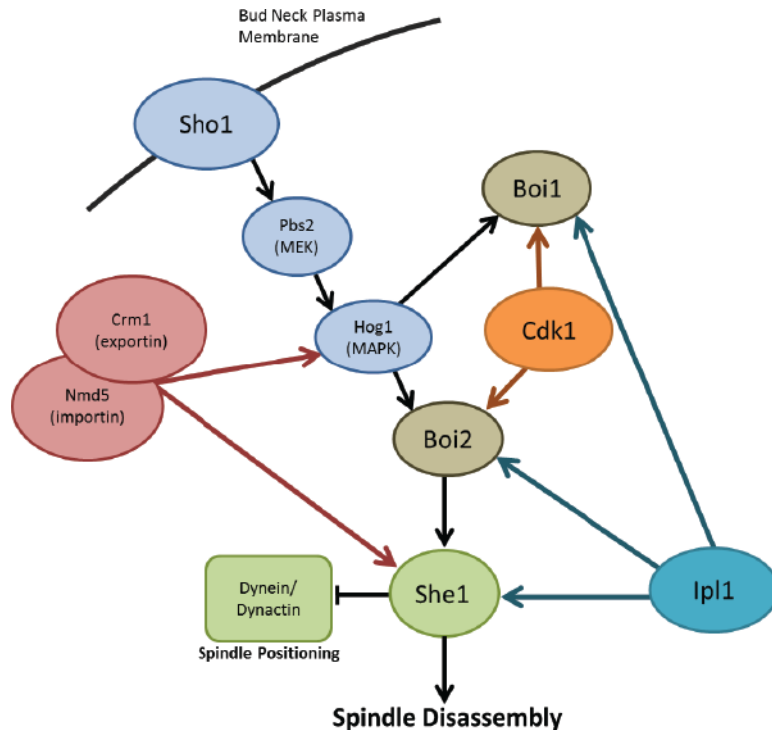 Bud Neck Plasma
Membrane
Sho1
Boi1
Pbs2
(MEK)
Crm1
(exportin)
Hog1
(MAPK)
Cdk1
Nmd5
(importin)
Boi2
Dynein/
Dynactin
She1
Ipl1
Spindle Positioning
Spindle Disassembly